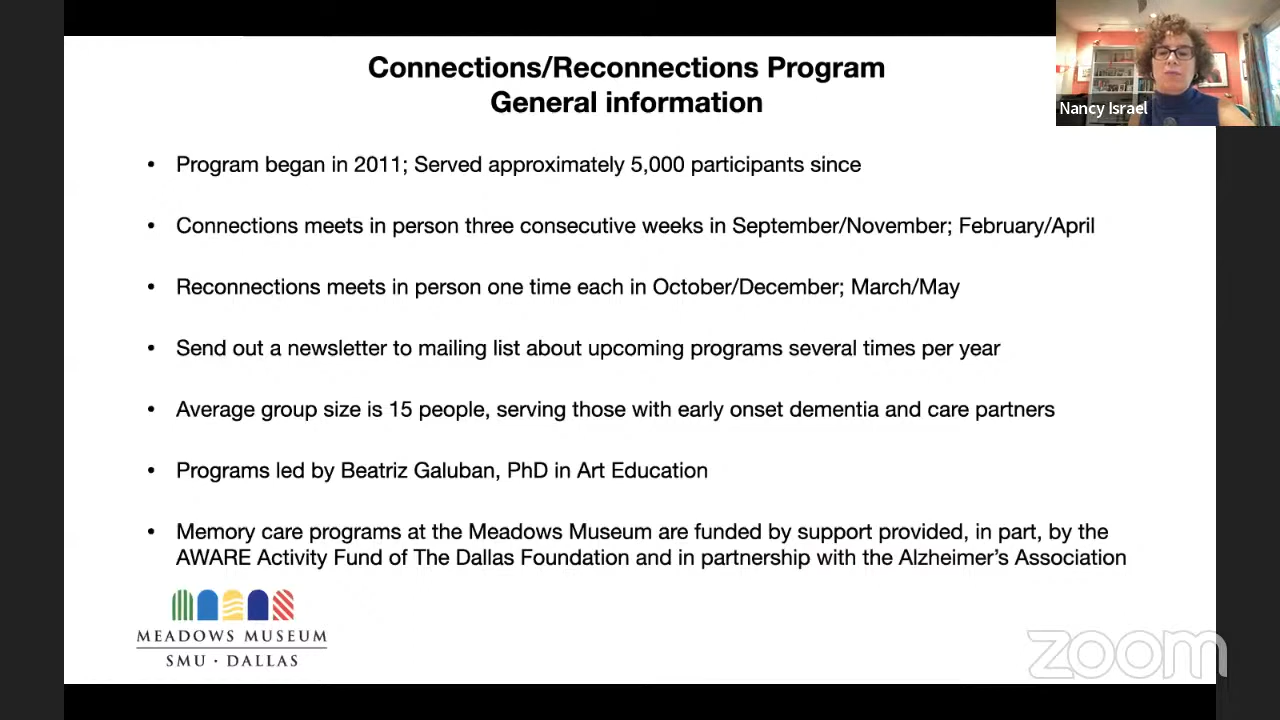 Connections/Reconnections Program
General information
Nancy Israel
• Program began in 2011; Served approximately 5,000 participants since
• Connections meets in person three consecutive weeks in September/November; February/April
• Reconnections meets in person one time each in October/December; March/May
• Send out a newsletter to mailing list about upcoming programs several times per year
• Average group size is 15 people, serving those with early onset dementia and care partners
• Programs led by Beatriz Galuban, PhD in Art Education
• Memory care programs at the Meadows Museum are funded by support provided, in part, by the
AWARE Activity Fund of The Dallas Foundation and in partnership with the Alzheimer’s Association
MEADOWS MUSEUM
SMU · DALLAS
zoom